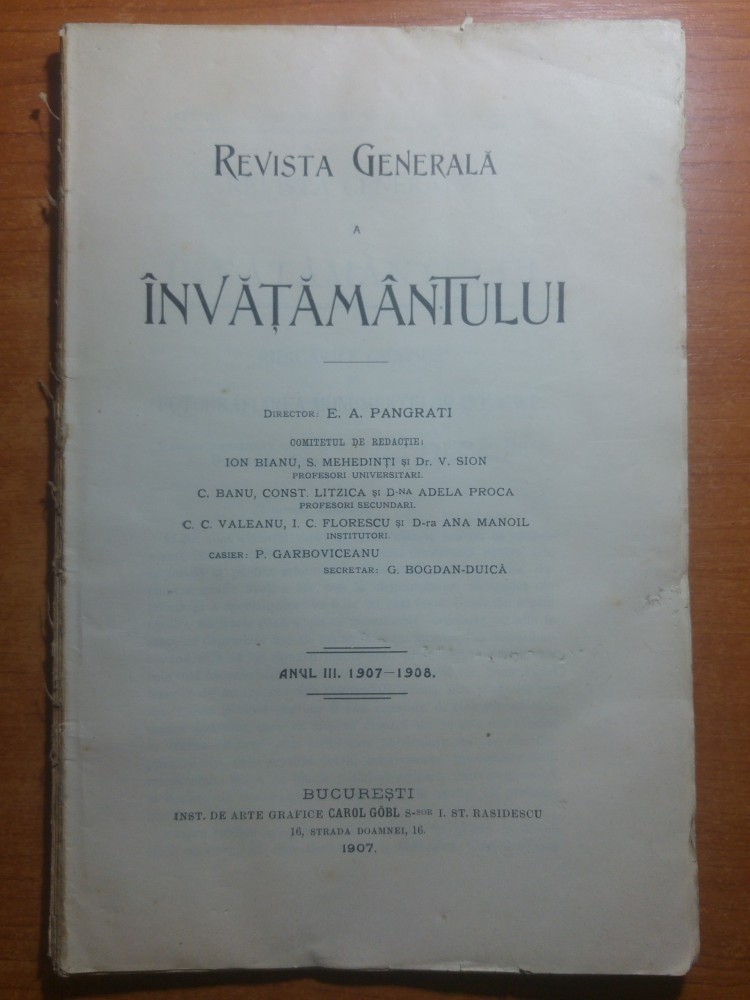 REVISTA GENERALĂ
A
ÎNVĂȚĂMÂNTULUI
DIRECTOR: E. A. PANGRATI
COMITETUL DE REDACȚIE:
ION BIANU, S. MEHEDINȚI ȘI DR. V. SION
PROFESORI UNIVERSITARI.
C. BANU, CONST. LITZICA ȘI D-NA ADELA PROCA
PROFESORI SECUNDARI.
C. C. VALEANU, I. C. FLORESCU ȘI D-ra ANA MANOIL
INSTITUTORI.
CASIER: P. GARBOVICEANU
SECRETAR: G. BOGDAN-DUICĂ
ANUL III. 1907—1908.
BUCUREȘTI
INST. DE ARTE GRAFICE CAROL GÖBL S-SOR I. ST. RASIDESCU
16, STRADA DOAMNEI, 16.
1907.